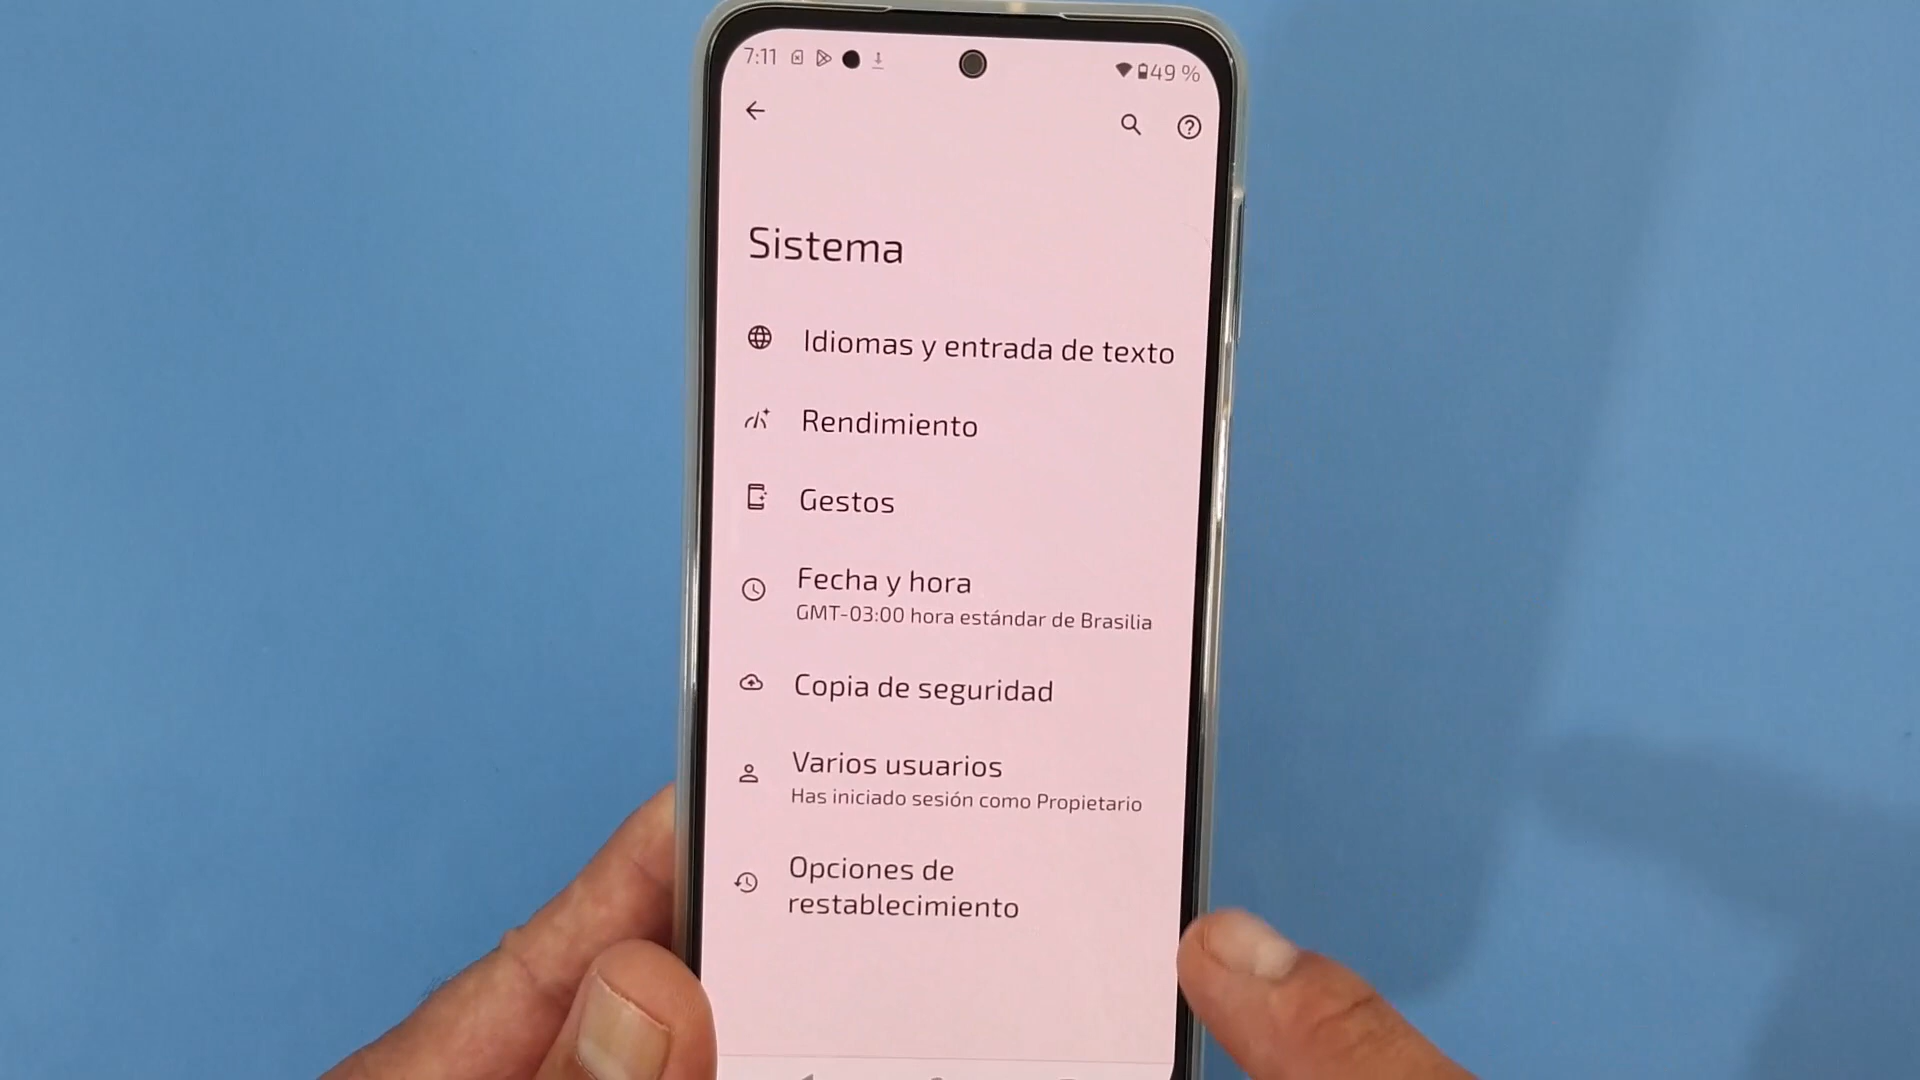 7:11
49 %
Sistema
Idiomas y entrada de texto
Rendimiento
Gestos
Fecha y hora
GMT-03:00 hora estándar de Brasilia
Copia de seguridad
Varios usuarios
Has iniciado sesión como Propietario
Opciones de
restablecimiento